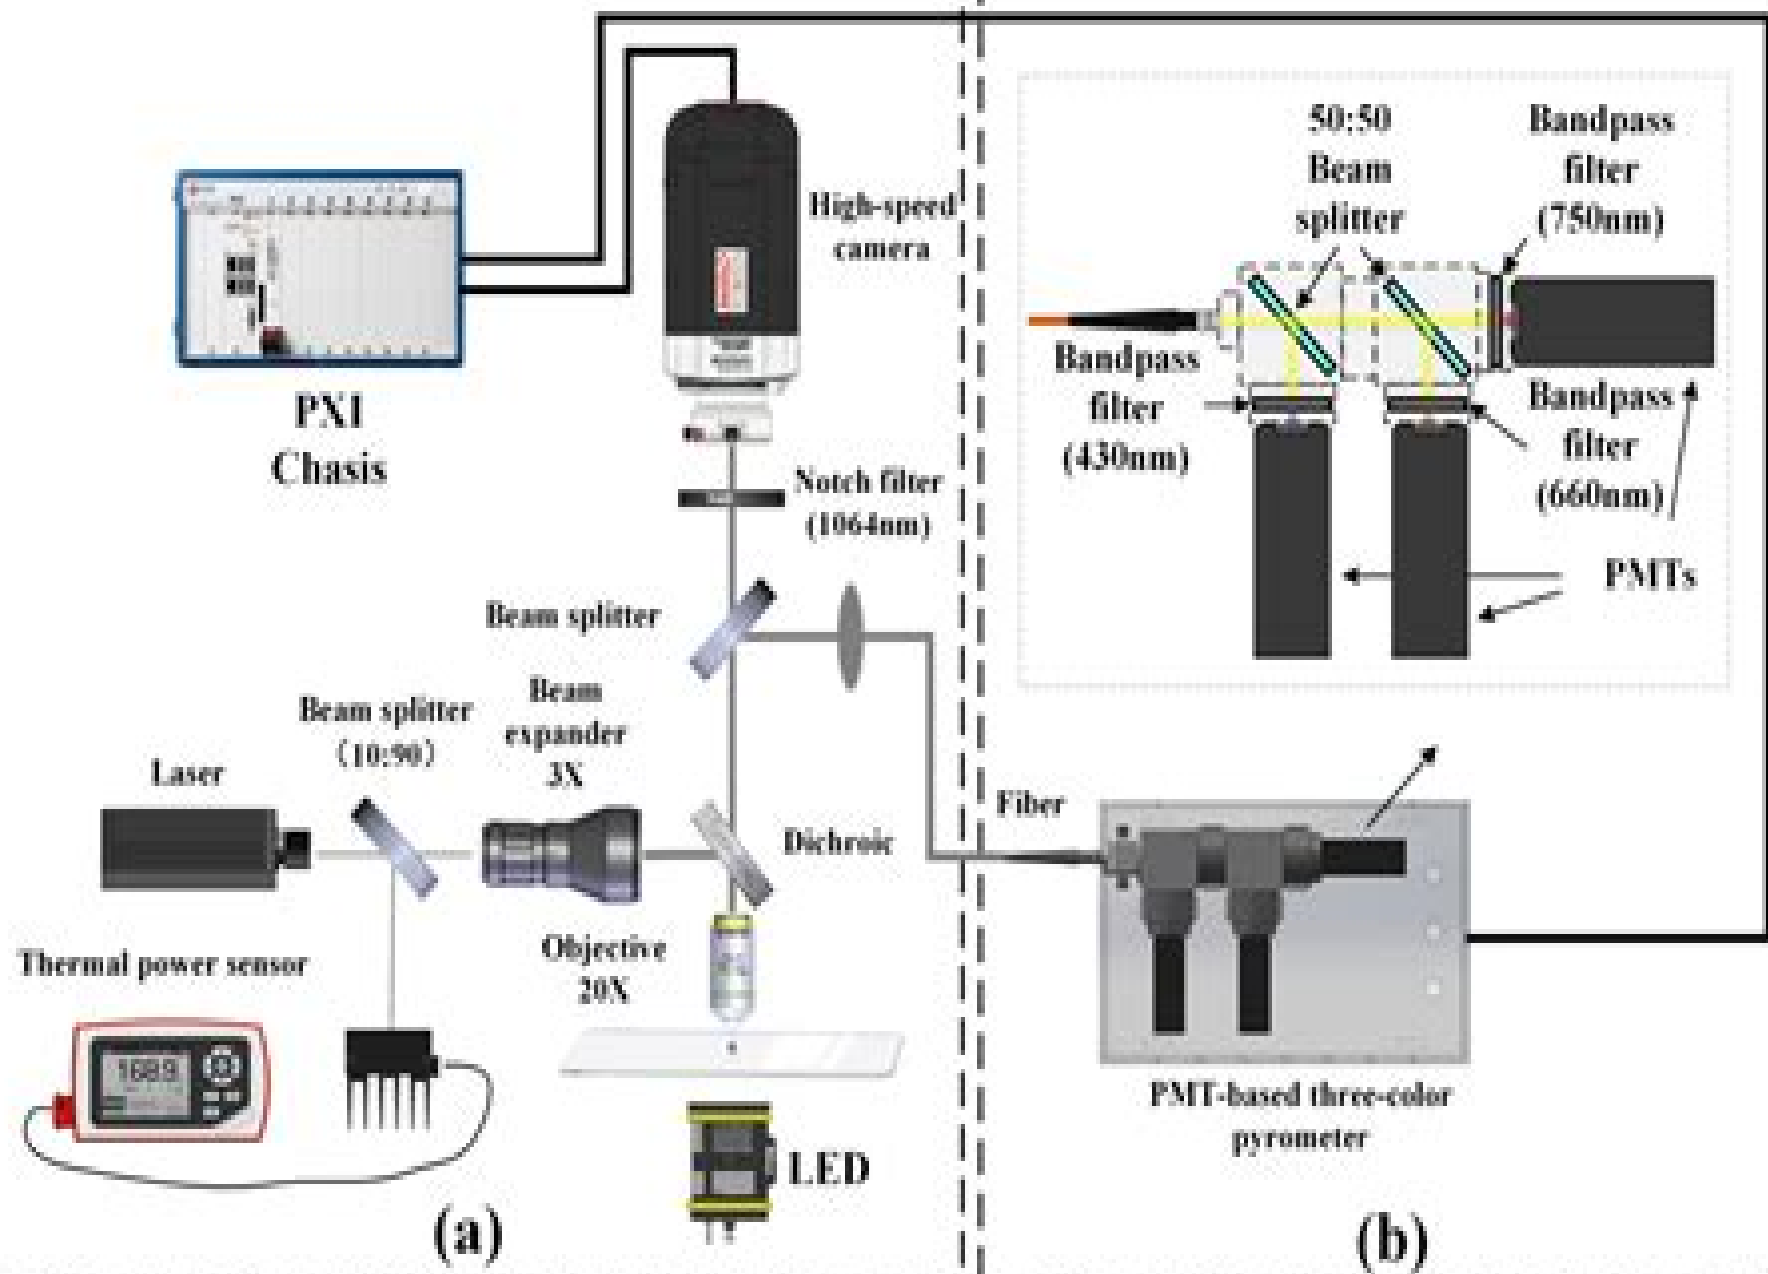 High-speed
camera
PXI
Chasis
Notch filter
(1064nm)
Beam splitter
Beam
expander
3X
Beam splitter
(10:90)
Laser
Dichroic
Thermal power sensor
Objective
20X
1683
LED
(a)
50:50
Beam
splitter
Bandpass
filter
(750nm)
Bandpass
filter
(430nm)
Bandpass
filter
(660nm)
PMTs
Fiber
PMT-based three-color
pyrometer
(b)